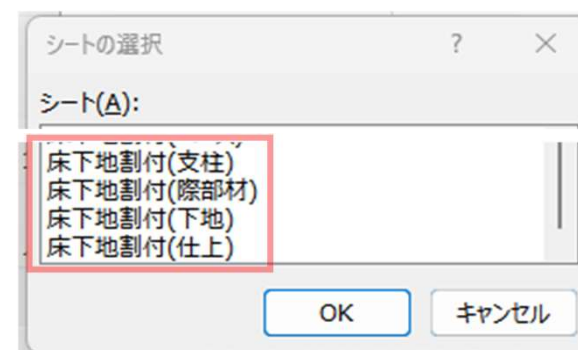 シートの選択 ? ×
シート(A):
床下地割付(支柱)
床下地割付(際部材)
床下地割付(下地)
床下地割付(仕上)
OK キャンセル